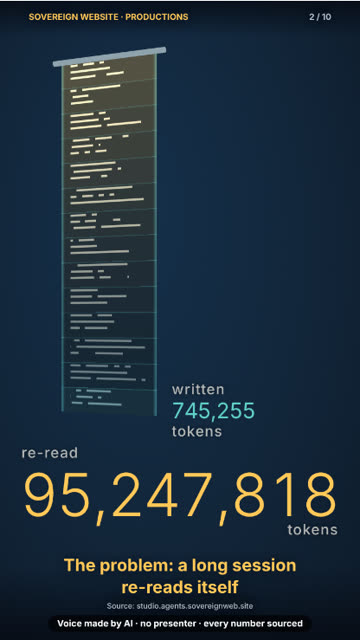 SOVEREIGN WEBSITE · PRODUCTIONS
2 / 10
written
745,255
tokens
re-read
95,247,818
tokens
The problem: a long session
re-reads itself
Source: studio.agents.sovereignweb.site
Voice made by AI · no presenter · every number sourced